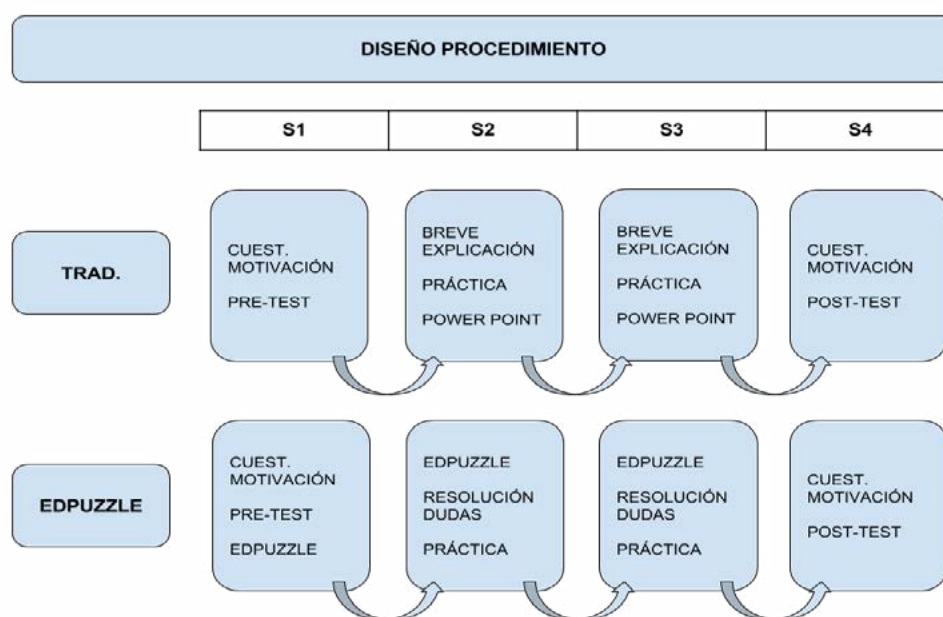 DISEÑO PROCEDIMIENTO
S1
S2
S3
S4
TRAD.
CUEST.
MOTIVACIÓN
PRE-TEST
BREVE
EXPLICACIÓN
PRÁCTICA
POWER POINT
BREVE
EXPLICACIÓN
PRÁCTICA
POWER POINT
CUEST.
MOTIVACIÓN
POST-TEST
EDPUZZLE
CUEST.
MOTIVACIÓN
PRE-TEST
EDPUZZLE
EDPUZZLE
RESOLUCIÓN
DUDAS
PRÁCTICA
EDPUZZLE
RESOLUCIÓN
DUDAS
PRÁCTICA
CUEST.
MOTIVACIÓN
POST-TEST